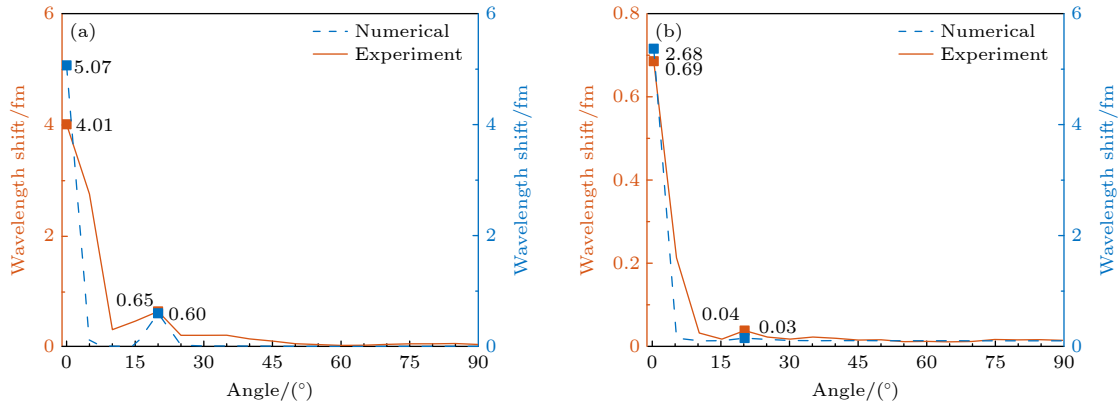 (a)
Numerical
Experiment
6
4
2
0
Wavelength shift/fm
5.07
4.01
0.65
0.60
6
4
2
0
Wavelength shift/fm
0 15 30 45 60 75 90
Angle/(°)
(b)
Numerical
Experiment
0.8
0.6
0.4
0.2
0
Wavelength shift/fm
2.68
0.69
0.04
0.03
6
4
2
0
Wavelength shift/fm
0 15 30 45 60 75 90
Angle/(°)